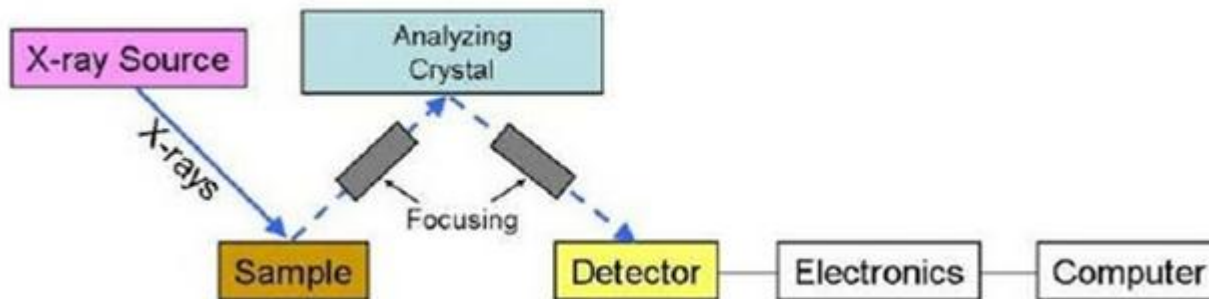 X-ray Source
Analyzing
Crystal
X-rays
Focusing
Sample
Detector
Electronics
Computer